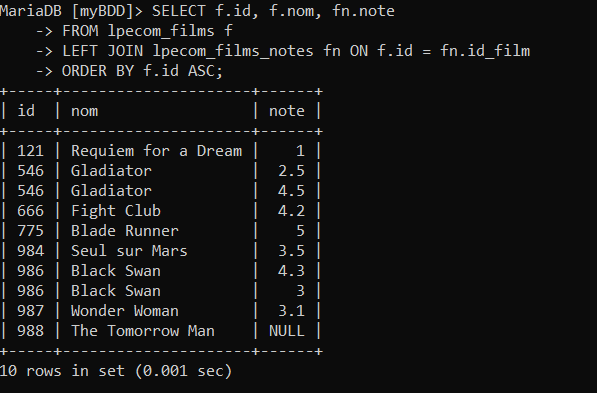 MariaDB [myBDD]> SELECT f.id, f.nom, fn.note
    -> FROM lpecom_films f
    -> LEFT JOIN lpecom_films_notes fn ON f.id = fn.id_film
    -> ORDER BY f.id ASC;
+-----+---------------------+------+
| id  | nom                 | note |
+-----+---------------------+------+
| 121 | Requiem for a Dream |    1 |
| 546 | Gladiator           |  2.5 |
| 546 | Gladiator           |  4.5 |
| 666 | Fight Club          |  4.2 |
| 775 | Blade Runner        |    5 |
| 984 | Seul sur Mars       |  3.5 |
| 986 | Black Swan          |  4.3 |
| 986 | Black Swan          |    3 |
| 987 | Wonder Woman        |  3.1 |
| 988 | The Tomorrow Man    | NULL |
+-----+---------------------+------+
10 rows in set (0.001 sec)